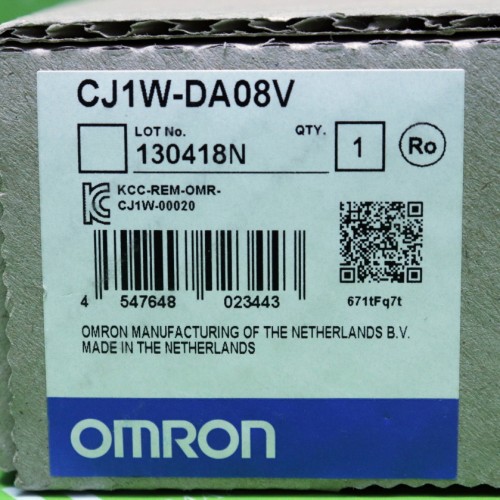 CJ1W-DA08V
LOT No. QTY.
130418N 1 Ro
KCC-REM-OMR-
CJ1W-00020
4 547648 023443
671tFq7t
OMRON MANUFACTURING OF THE NETHERLANDS B.V.
MADE IN THE NETHERLANDS
OMRON